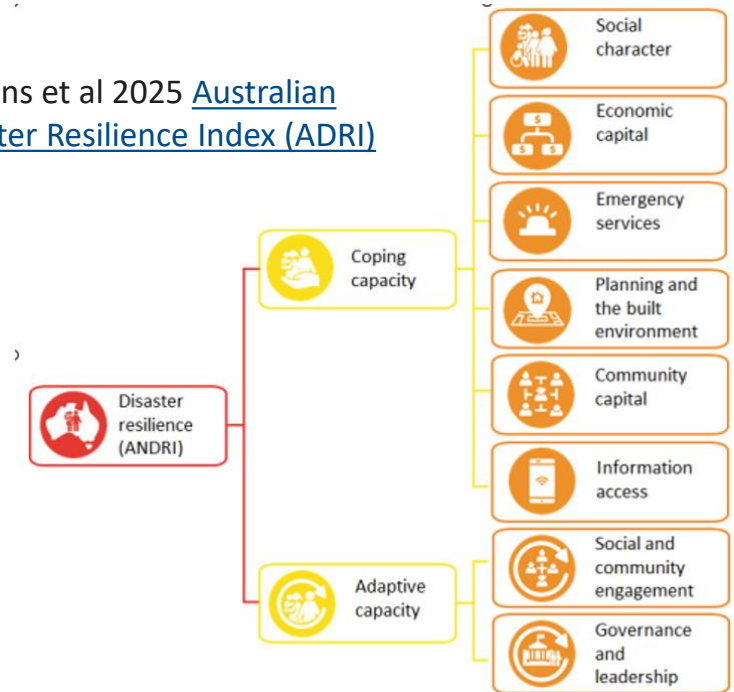 ns et al 2025 Australian
ter Resilience Index (ADRI)
Disaster
resilience
(ANDRI)
Coping
capacity
Adaptive
capacity
Social
character
Economic
capital
Emergency
services
Planning and
the built
environment
Community
capital
Information
access
Social and
community
engagement
Governance
and
leadership